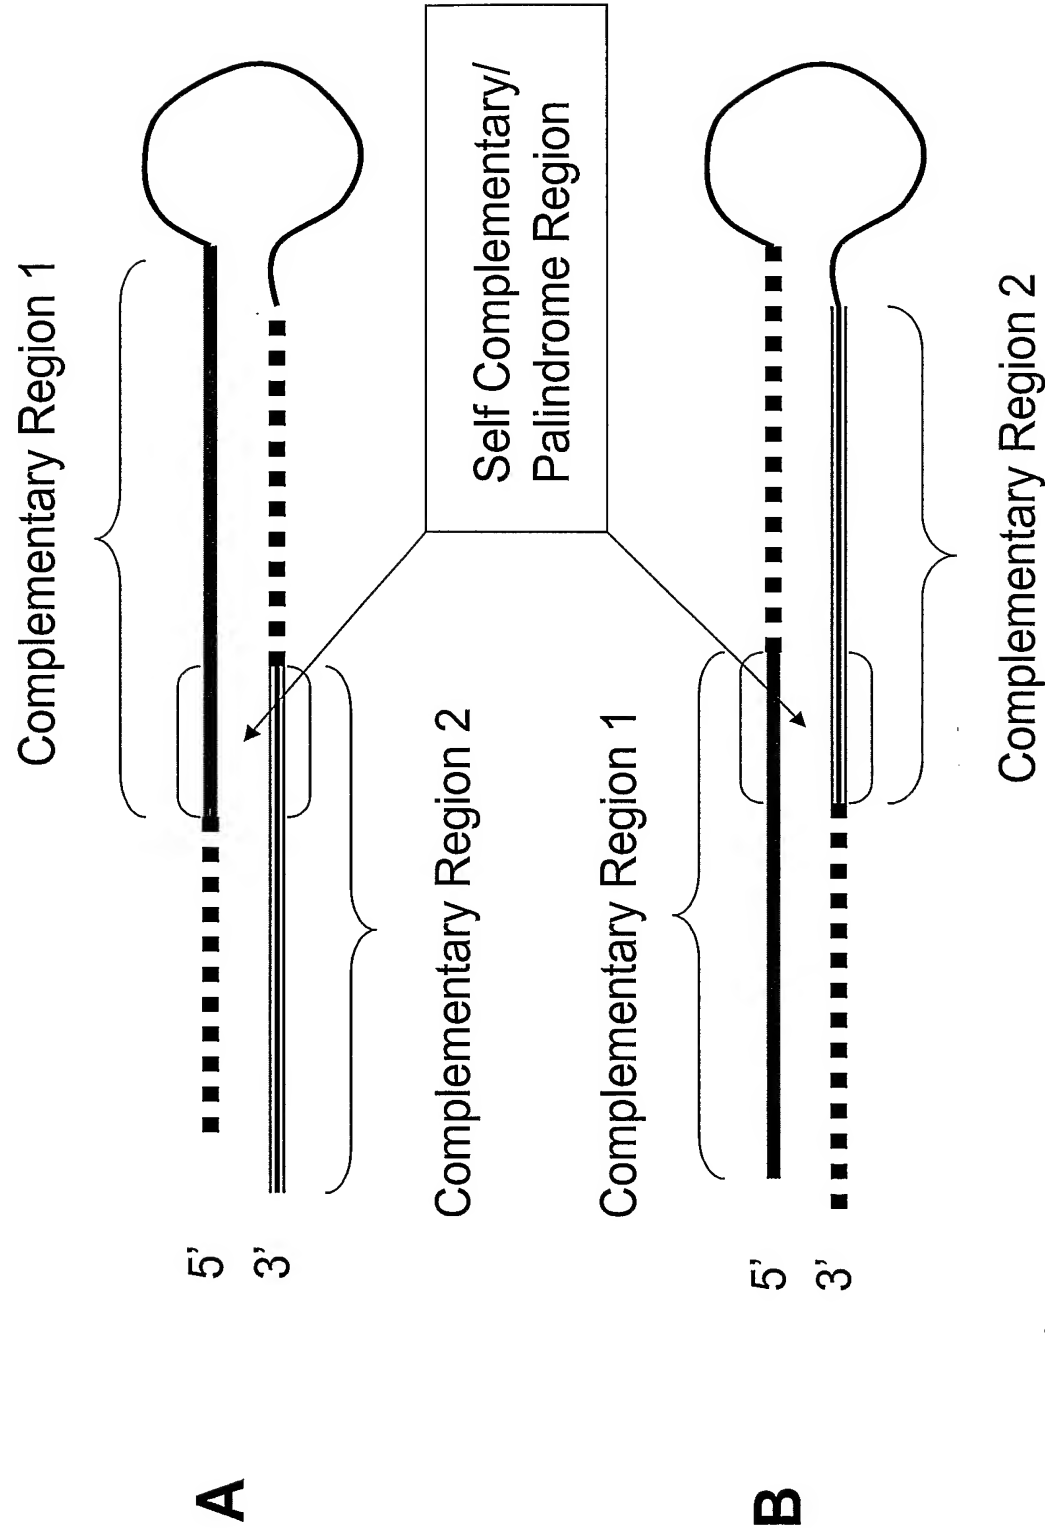 A
5'
3'
Complementary Region 1
Complementary Region 2
Self Complementary/
Palindrome Region
B
5'
3'
Complementary Region 1
Complementary Region 2